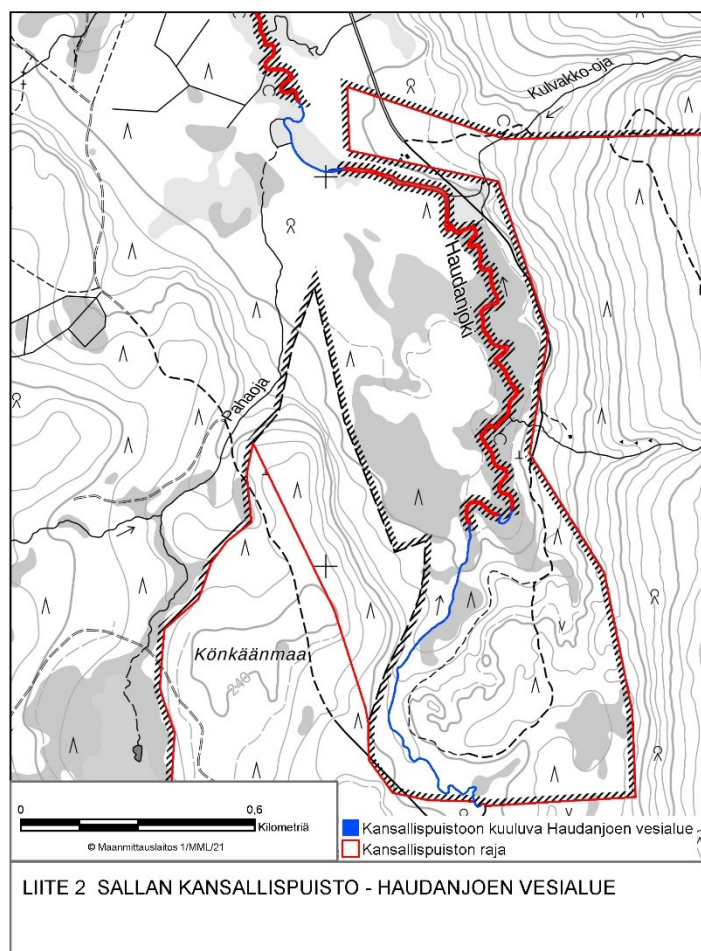 Kulvakko-oja
Haudanjoki
Pahaoja
Könkäänmaa
240
0
0,6
Kilometriä
© Maanmittauslaitos 1/MML/21
Kansallispuistoon kuuluva Haudanjoen vesialue
Kansallispuiston raja
LIITE 2 SALLAN KANSALLISPUISTO - HAUDANJOEN VESIALUE